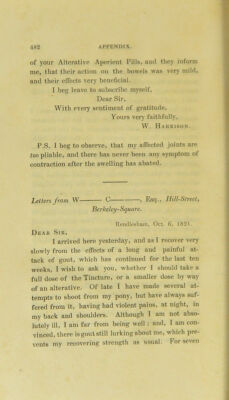 482 APPENDIX.
of your Alterative Aperient Pills, and they inform
me, that their action on the bowels was very mild,
and their effects very beneficial.
I beg leave to subscribe myself,
Dear Sir,
With every sentiment of gratitude,
Yours very faithfully,
W. Harrison.
P.S. I beg to observe, that my affected joints are
too pliable, and there has never been any symptom of
contraction after the swelling has abated.
Letters from W—— C———, Esq., Hill-Street,
Berkeley-Square.
Rendlesham, Oct. 6, 1821.
Dear Sir,
I arrived here yesterday, and as I recover very
slowly from the effects of a long and painful at-
tack of gout, which has continued for the last ten
weeks, I wish to ask you, whether I should take a
full dose of the Tincture, or a smaller dose by way
of an alterative. Of late I have made several at-
tempts to shoot from my pony, but have always suf-
fered from it, having had violent pains, at night, in
my back and shoulders. Although I am not abso-
lutely ill, I am far from being well: and, I am con-
vinced, there is gout still lurking about me, which pre-
vents my recovering strength as usual. For seven